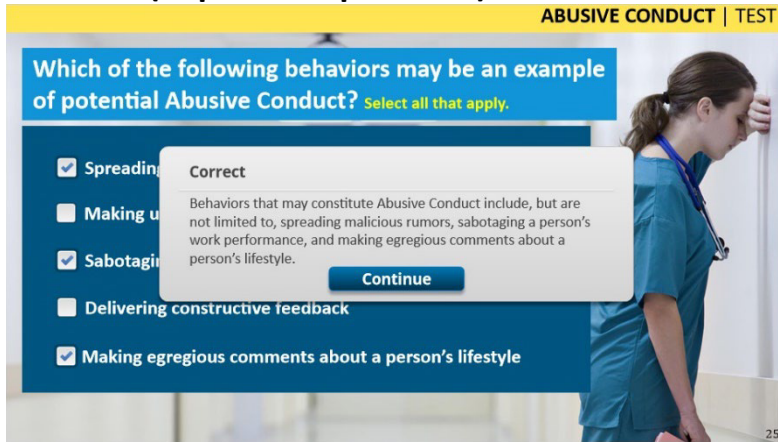 ABUSIVE CONDUCT | TEST
Which of the following behaviors may be an example
of potential Abusive Conduct? Select all that apply.
Spreading
Correct
Behaviors that may constitute Abusive Conduct include, but are
not limited to, spreading malicious rumors, sabotaging a person's
work performance, and making egregious comments about a
person's lifestyle.
Continue
Making u
Sabotagin
Delivering constructive feedback
Making egregious comments about a person's lifestyle
25